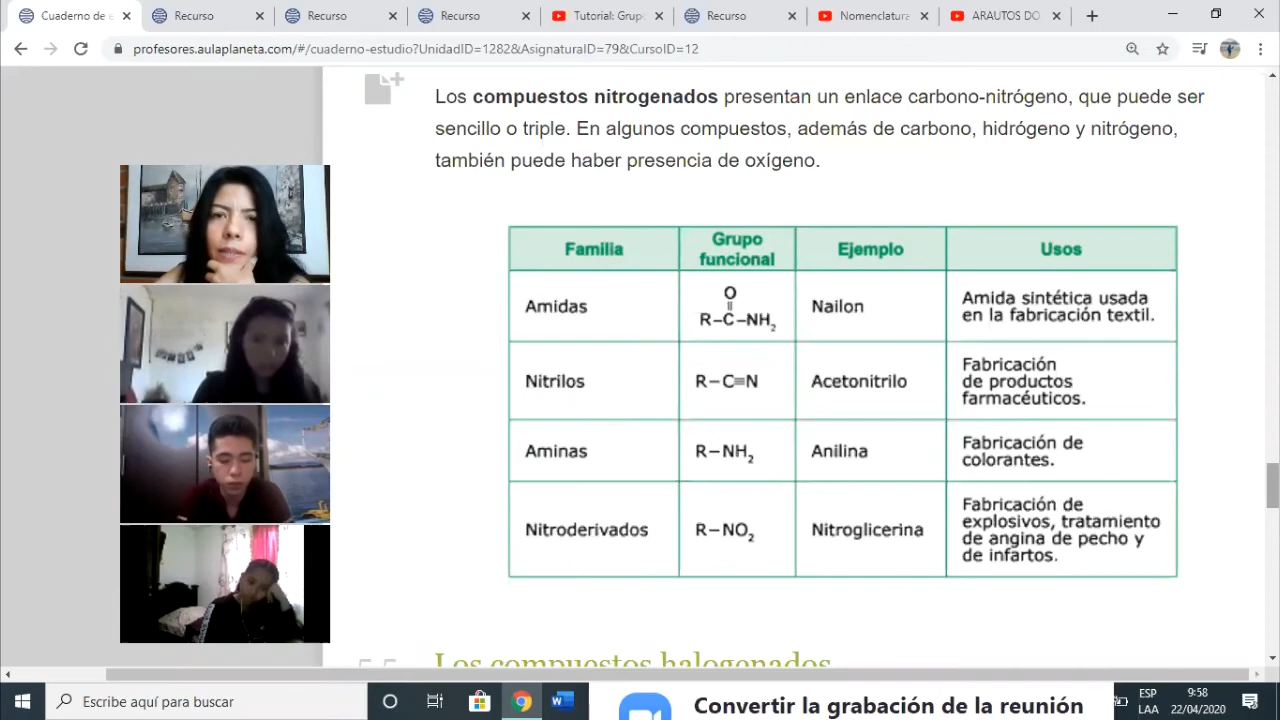 Cuaderno de e
Recurso
Recurso
Recurso
Tutorial: Grup
Recurso
Nomenclatura
ARAUTOS DO
profesores.aulaplaneta.com/#/cuaderno-estudio?UnidadID=1282&AsignaturaID=79&CursoID=12
Los compuestos nitrogenados presentan un enlace carbono-nitrógeno, que puede ser
sencillo o triple. En algunos compuestos, además de carbono, hidrógeno y nitrógeno,
también puede haber presencia de oxígeno.
Familia
Grupo
funcional
Ejemplo
Usos
Amidas
O
॥
R–C–NH₂
Nailon
Amida sintética usada
en la fabricación textil.
Nitrilos
R–C≡N
Acetonitrilo
Fabricación
de productos
farmacéuticos.
Aminas
R–NH₂
Anilina
Fabricación de
colorantes.
Nitroderivados
R–NO₂
Nitroglicerina
Fabricación de
explosivos, tratamiento
de angina de pecho y
de infartos.
5.5 Los compuestos halogenados
Escribe aquí para buscar
Convertir la grabación de la reunión
ESP
LAA
9:58
22/04/2020